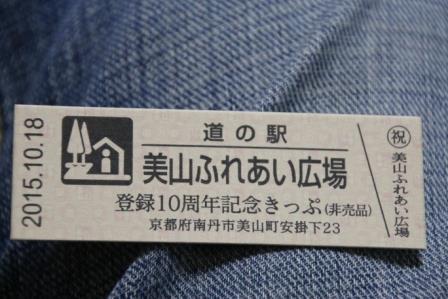 2015.10.18
道の駅
美山ふれあい広場
登録10周年記念きっぷ(非売品)
京都府南丹市美山町安掛下23
㊗美山ふれあい広場